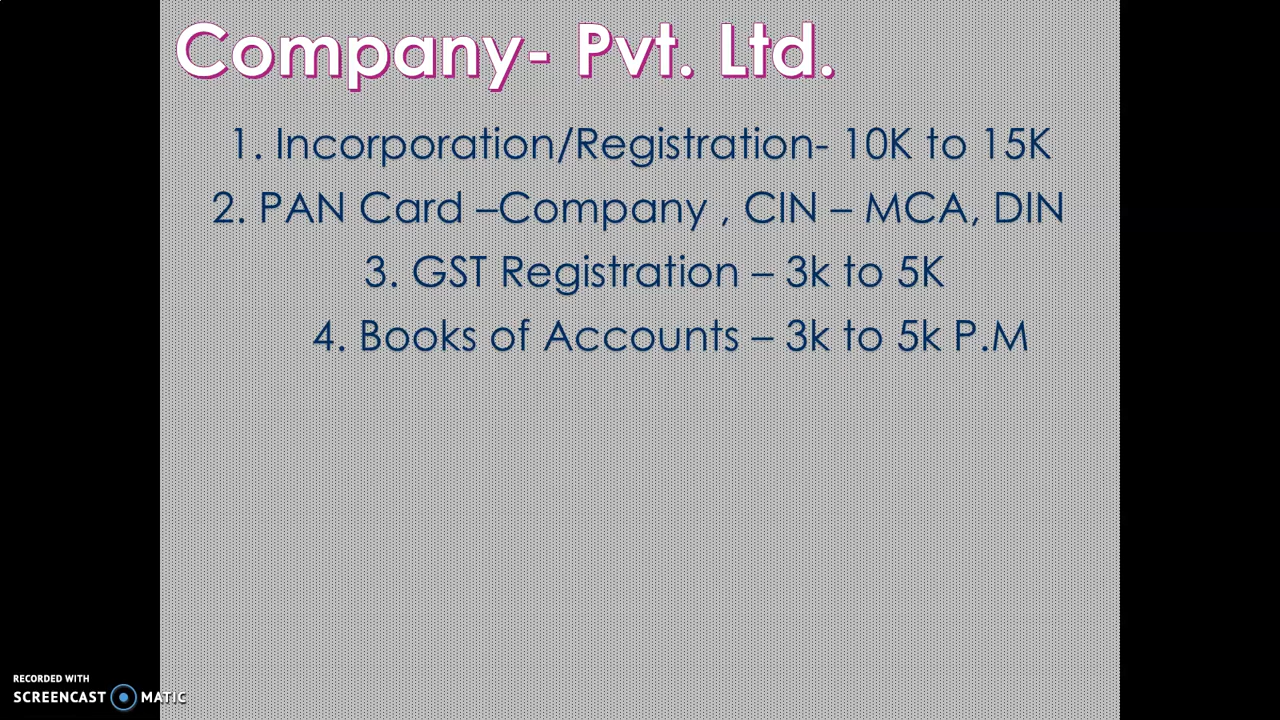 Company- Pvt. Ltd.
1. Incorporation/Registration- 10K to 15K
2. PAN Card –Company , CIN – MCA, DIN
3. GST Registration – 3k to 5K
4. Books of Accounts – 3k to 5k P.M
RECORDED WITH
SCREENCAST MATIC